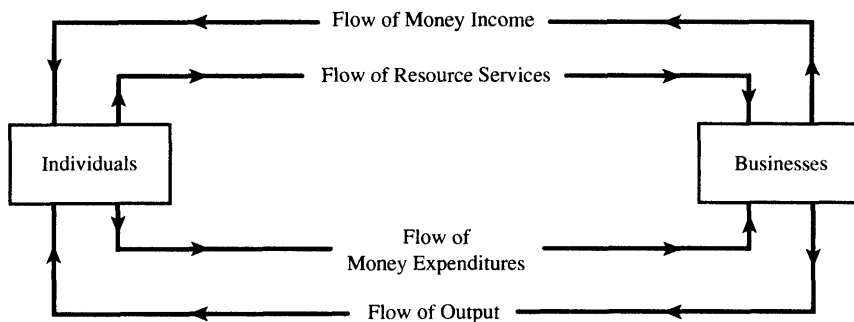 Flow of Money Income
Flow of Resource Services
Individuals
Businesses
Flow of
Money Expenditures
Flow of Output